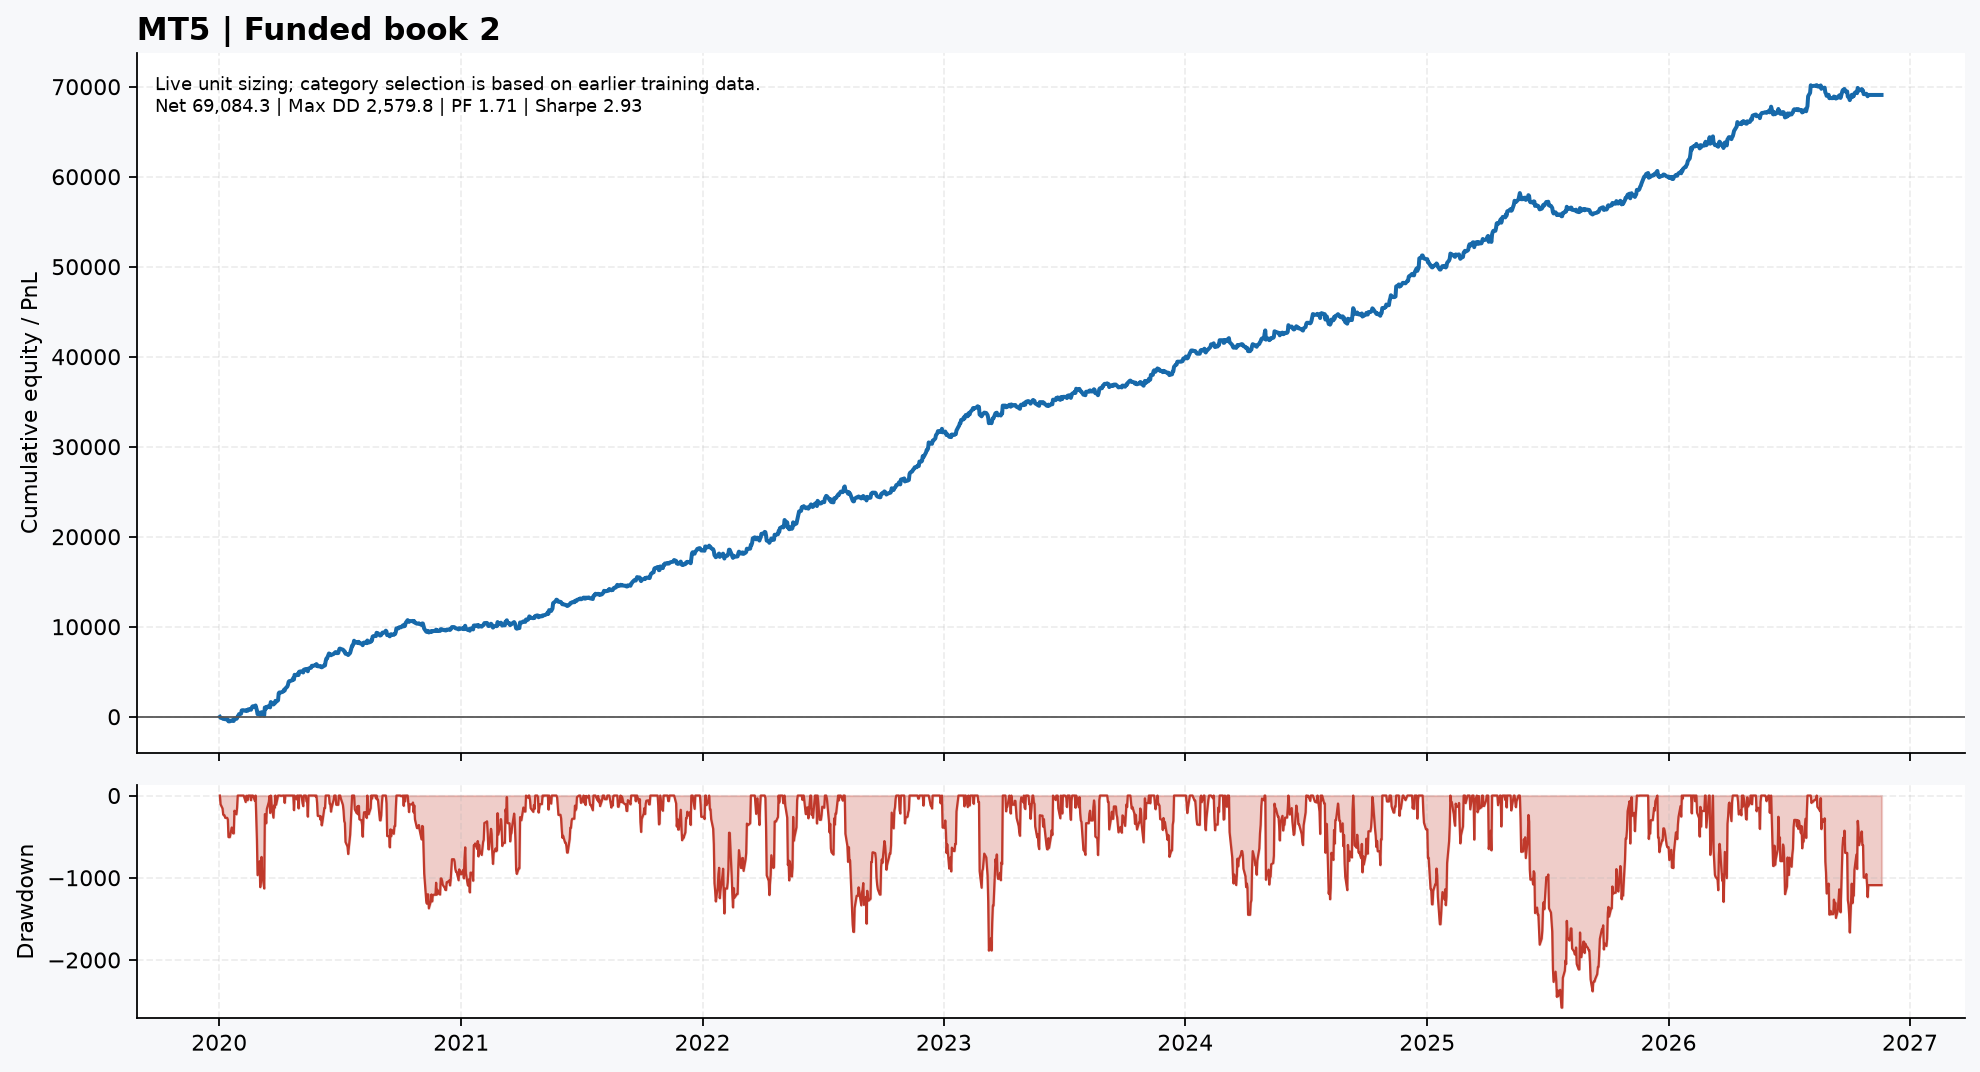 MT5 | Funded book 2
Live unit sizing; category selection is based on earlier training data.
Net 69,084.3 | Max DD 2,579.8 | PF 1.71 | Sharpe 2.93
Cumulative equity / PnL
70000
60000
50000
40000
30000
20000
10000
0
Drawdown
0
−1000
−2000
2020 2021 2022 2023 2024 2025 2026 2027